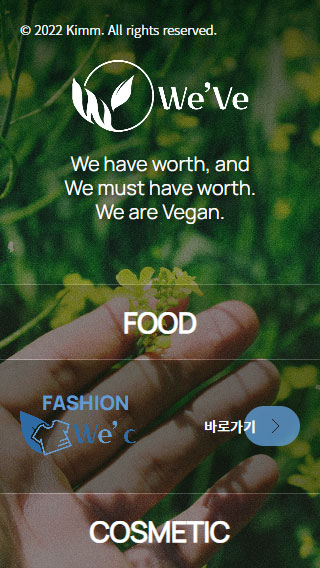 © 2022 Kimm. All rights reserved.
We've
We have worth, and
We must have worth.
We are Vegan.
FOOD
FASHION
We' c
바로가기
COSMETIC